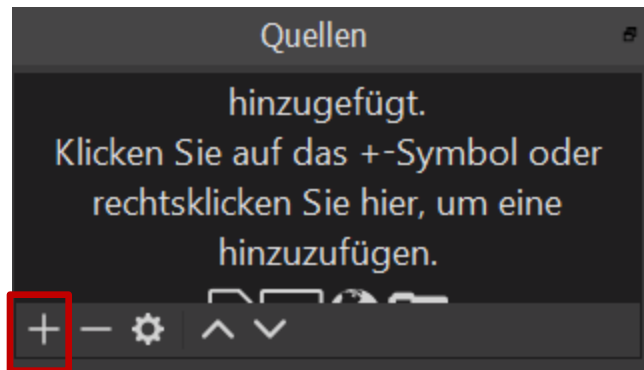 Quellen
hinzugefügt.
Klicken Sie auf das +-Symbol oder
rechtsklicken Sie hier, um eine
hinzuzufügen.